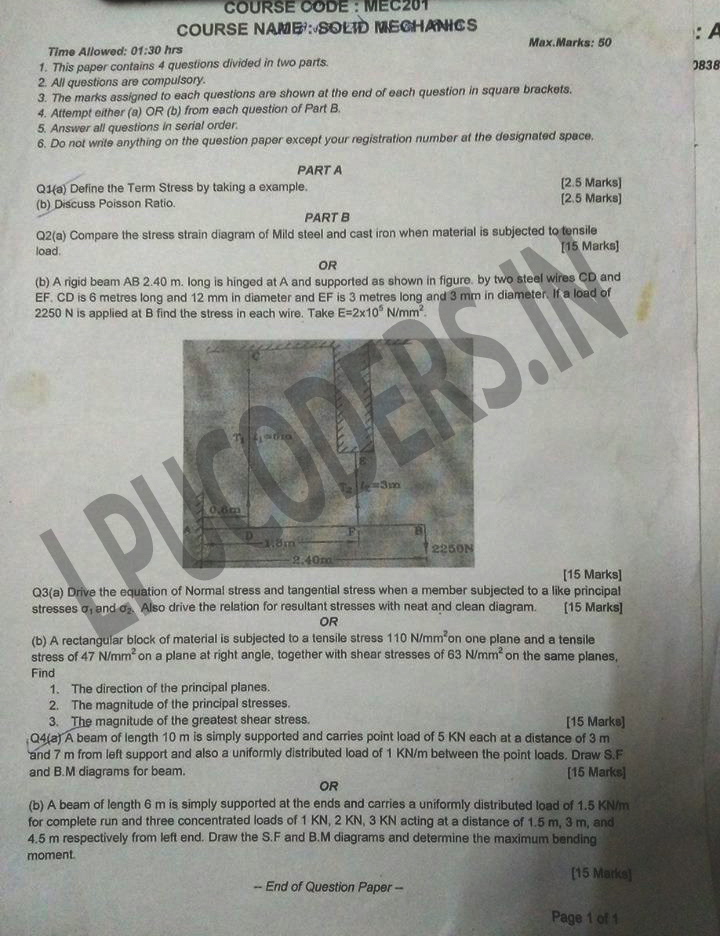 COURSE CODE : MEC201
COURSE NAME : SOLID MECHANICS
: A
Time Allowed: 01:30 hrs
Max.Marks: 50
0838
1. This paper contains 4 questions divided in two parts.
2. All questions are compulsory.
3. The marks assigned to each questions are shown at the end of each question in square brackets.
4. Attempt either (a) OR (b) from each question of Part B.
5. Answer all questions in serial order.
6. Do not write anything on the question paper except your registration number at the designated space.
PART A
Q1(a) Define the Term Stress by taking a example. [2.5 Marks]
(b) Discuss Poisson Ratio. [2.5 Marks]
PART B
Q2(a) Compare the stress strain diagram of Mild steel and cast iron when material is subjected to tensile
load. [15 Marks]
OR
(b) A rigid beam AB 2.40 m. long is hinged at A and supported as shown in figure. by two steel wires CD and
EF. CD is 6 metres long and 12 mm in diameter and EF is 3 metres long and 3 mm in diameter. If a load of
2250 N is applied at B find the stress in each wire. Take E=2x10⁵ N/mm².
C
T₁ l₁=6m
E
T₂ l₂=3m
0.6m
A D F B
1.8m
2250N
2.40m
LPUCODERS.IN
[15 Marks]
Q3(a) Drive the equation of Normal stress and tangential stress when a member subjected to a like principal
stresses σ₁ and σ₂. Also drive the relation for resultant stresses with neat and clean diagram. [15 Marks]
OR
(b) A rectangular block of material is subjected to a tensile stress 110 N/mm² on one plane and a tensile
stress of 47 N/mm² on a plane at right angle, together with shear stresses of 63 N/mm² on the same planes,
Find
1. The direction of the principal planes.
2. The magnitude of the principal stresses.
3. The magnitude of the greatest shear stress. [15 Marks]
Q4(a) A beam of length 10 m is simply supported and carries point load of 5 KN each at a distance of 3 m
and 7 m from left support and also a uniformly distributed load of 1 KN/m between the point loads. Draw S.F
and B.M diagrams for beam. [15 Marks]
OR
(b) A beam of length 6 m is simply supported at the ends and carries a uniformly distributed load of 1.5 KN/m
for complete run and three concentrated loads of 1 KN, 2 KN, 3 KN acting at a distance of 1.5 m, 3 m, and
4.5 m respectively from left end. Draw the S.F and B.M diagrams and determine the maximum bending
moment.
[15 Marks]
-- End of Question Paper --
Page 1 of 1